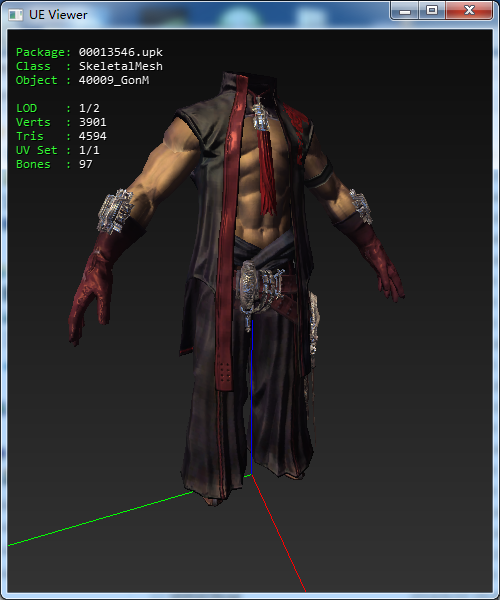 UE Viewer
Package: 00013546.upk
Class : SkeletalMesh
Object : 40009_GonM
LOD : 1/2
Verts : 3901
Tris : 4594
UV Set : 1/1
Bones : 97